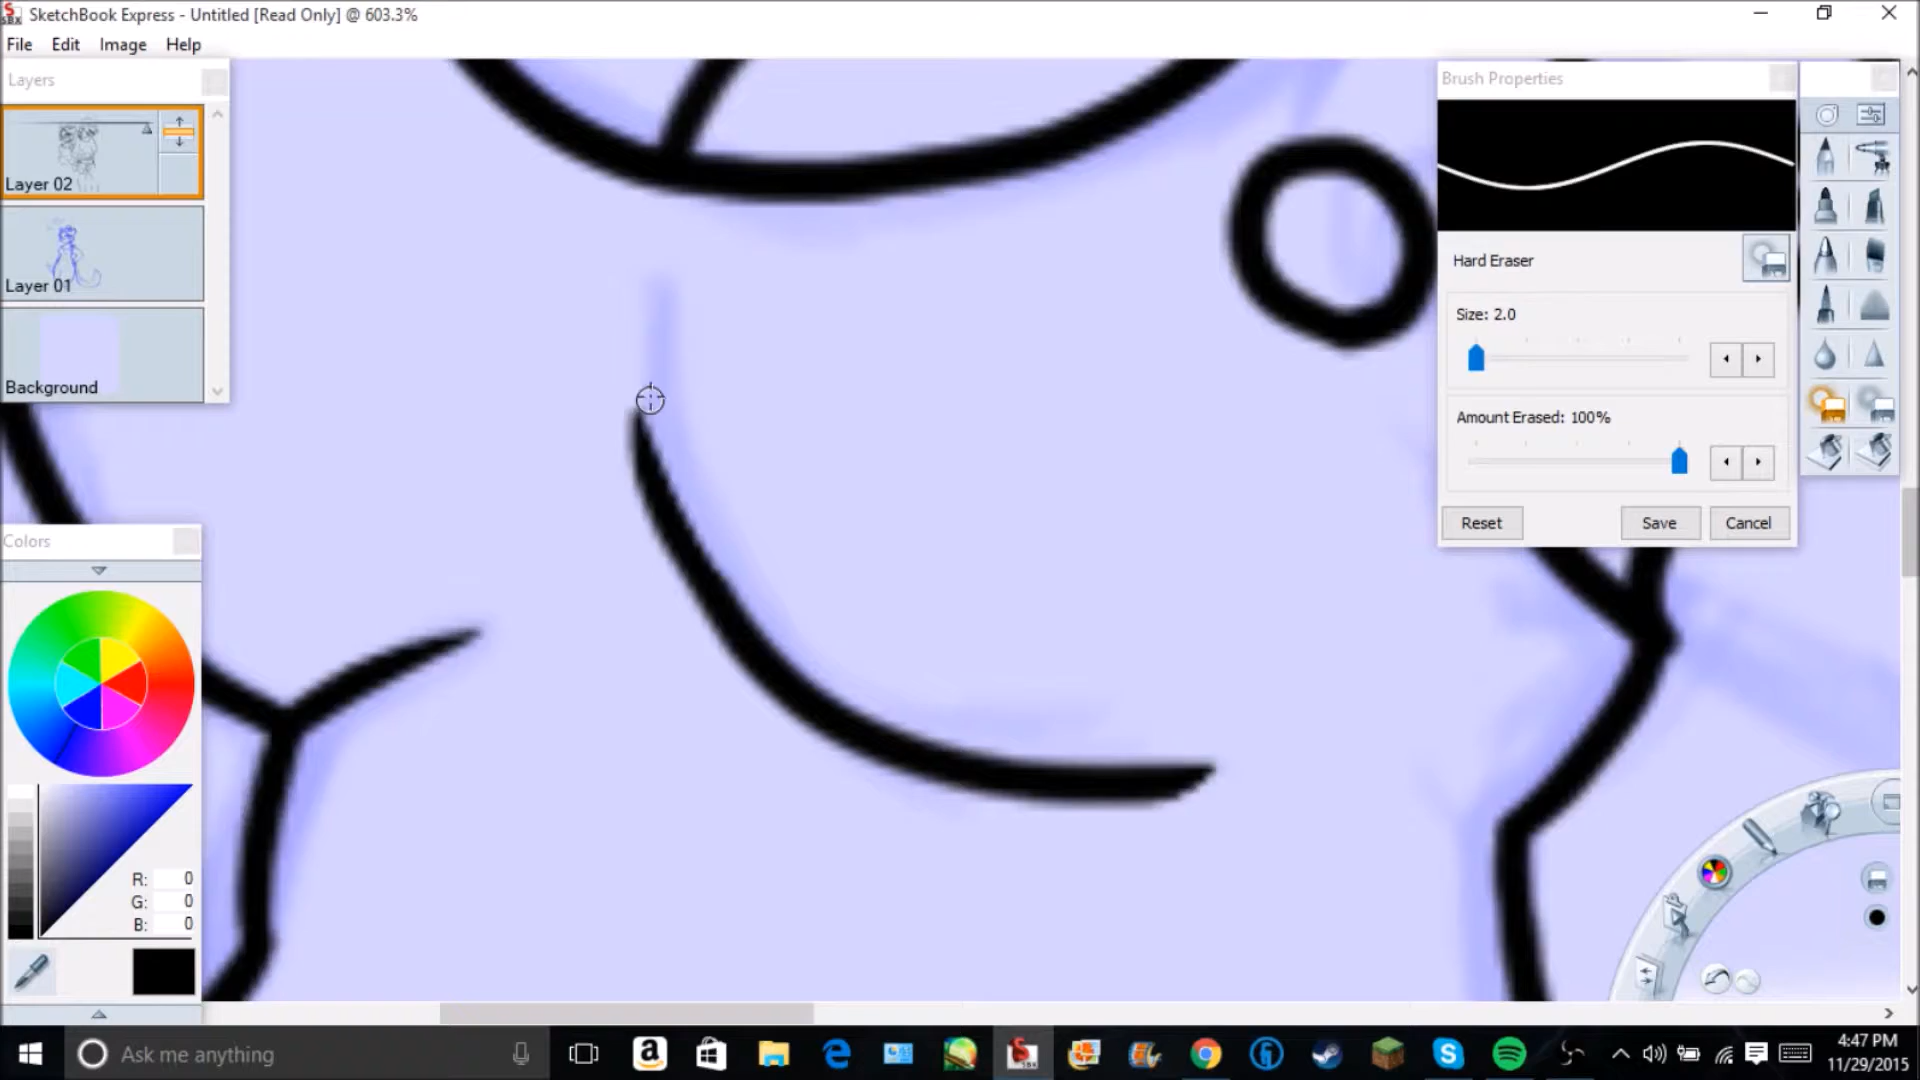 SketchBook Express - Untitled [Read Only] @ 603.3%
File Edit Image Help
Layers
Layer 02
Layer 01
Background
Colors
R: 0
G: 0
B: 0
Brush Properties
Hard Eraser
Size: 2.0
Amount Erased: 100%
Reset Save Cancel
Ask me anything
4:47 PM
11/29/2015